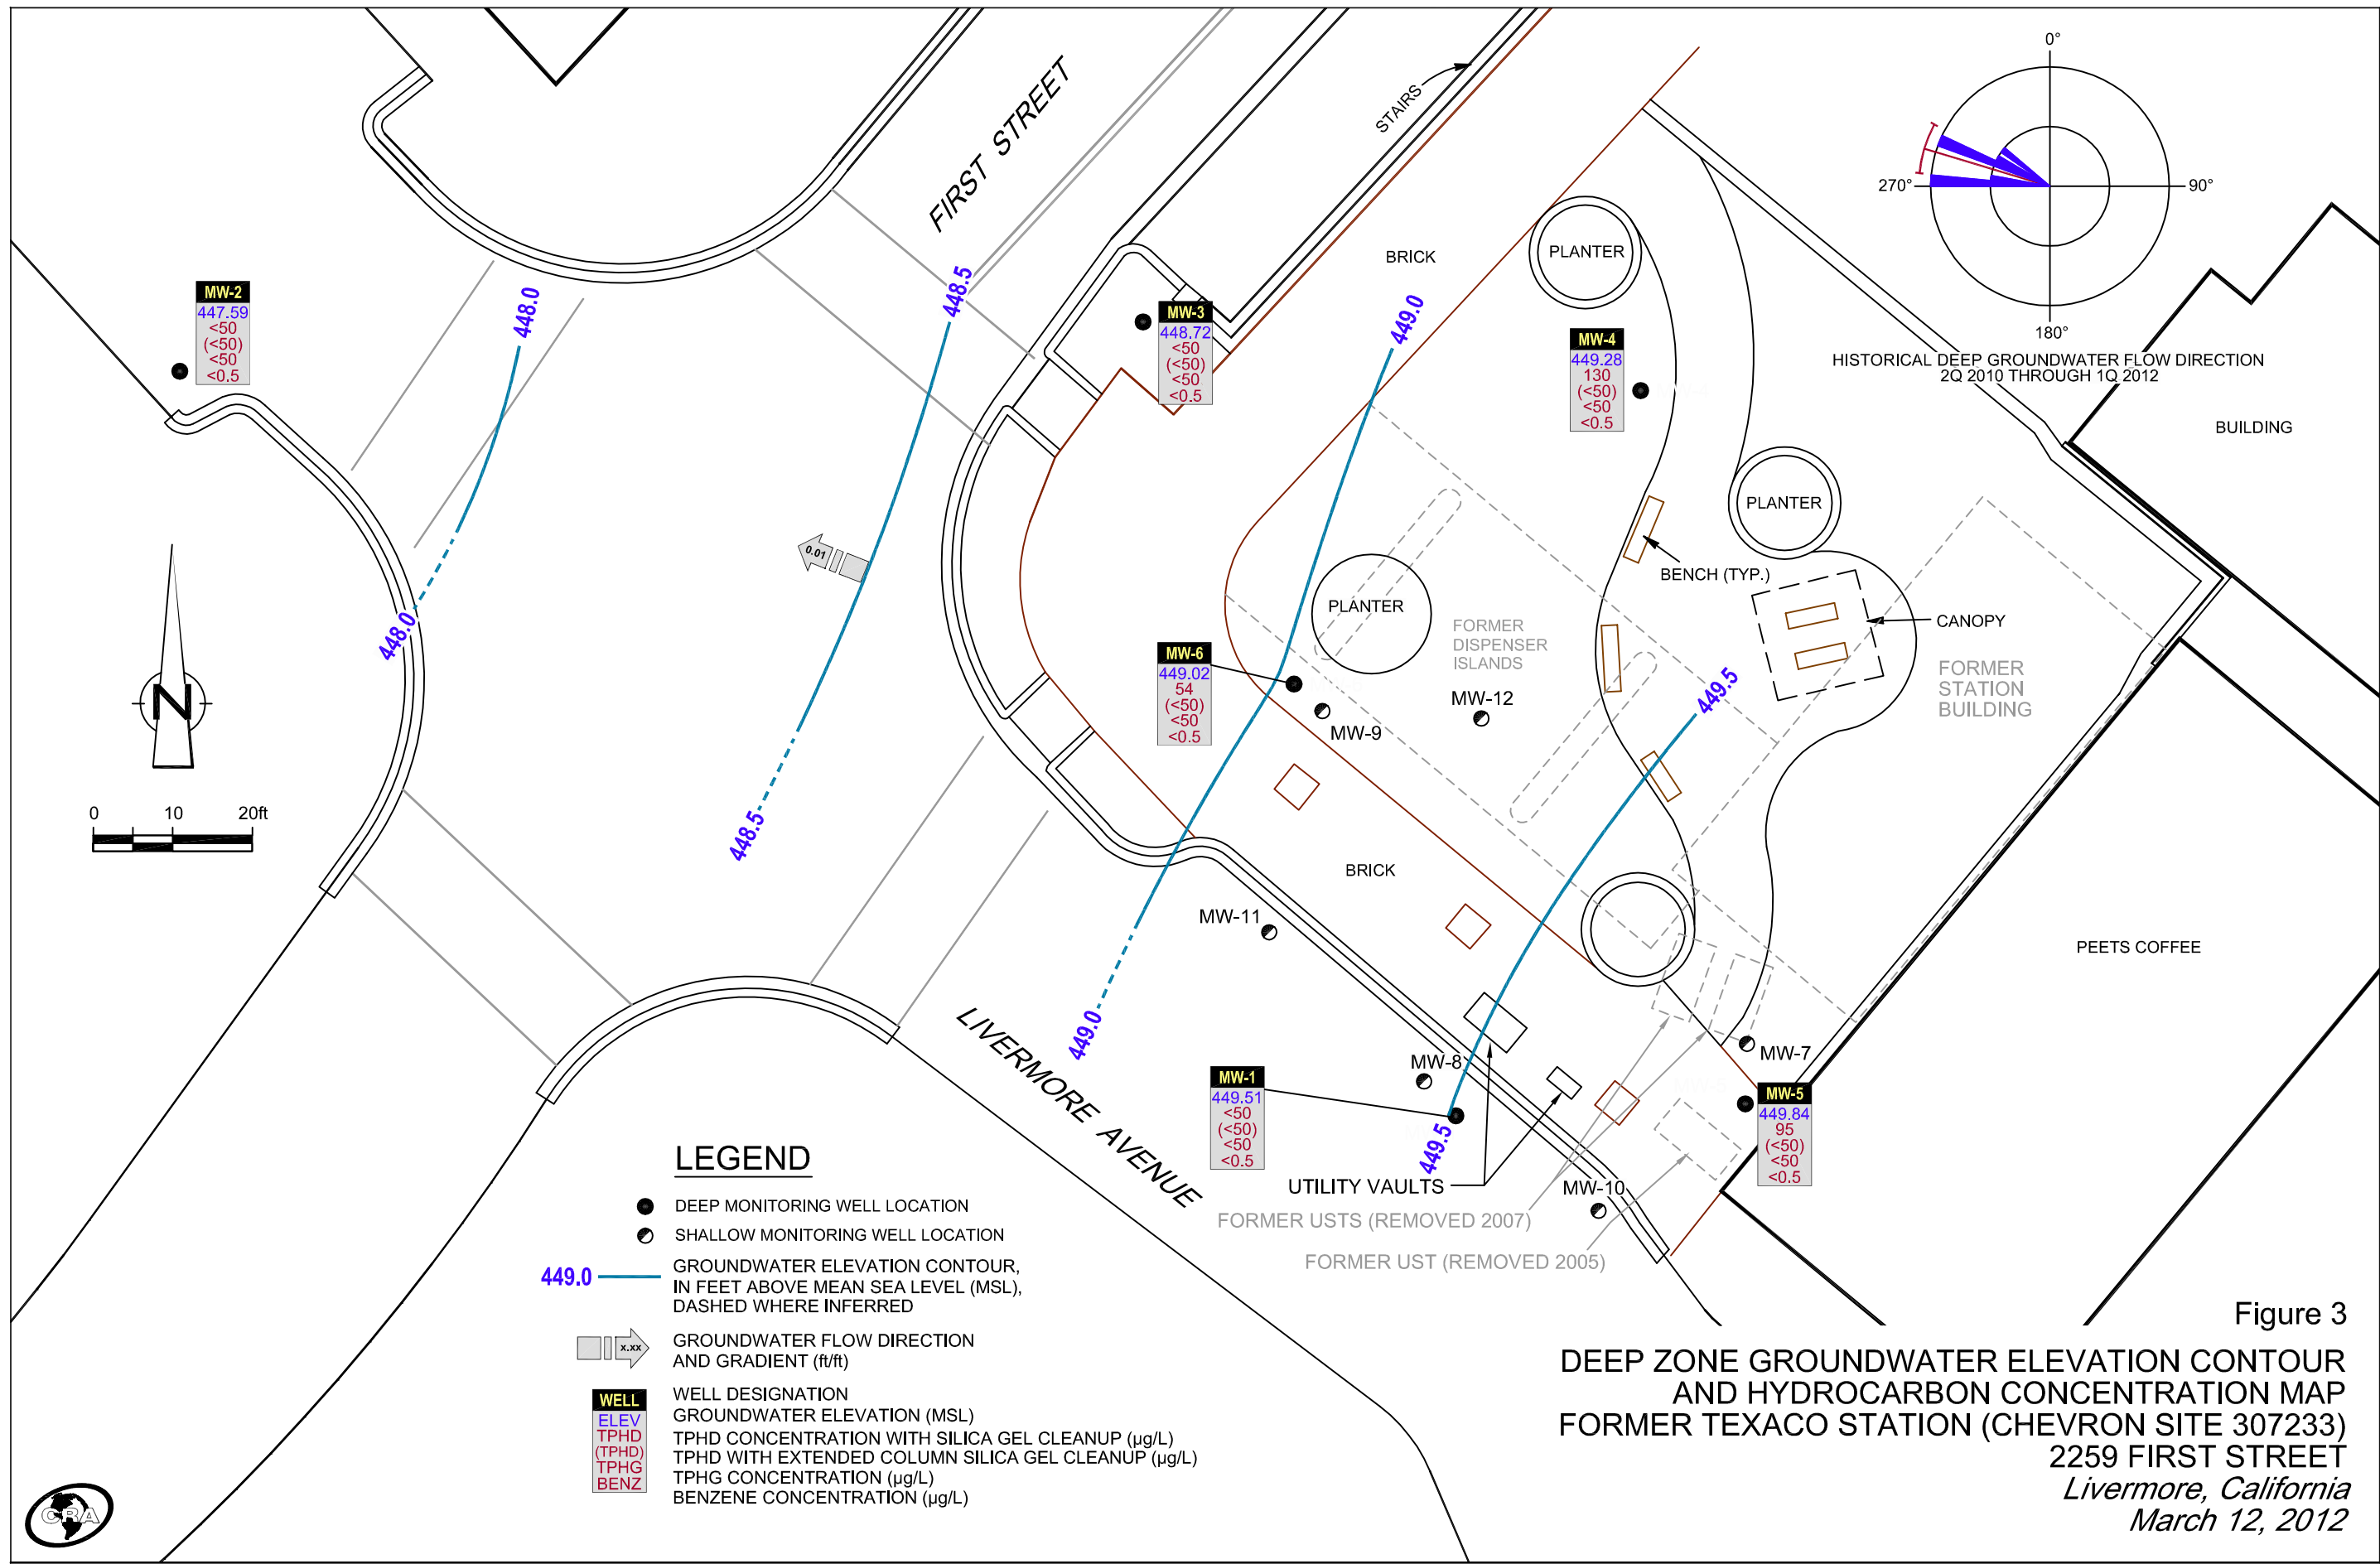 0°
270°
90°
180°
HISTORICAL DEEP GROUNDWATER FLOW DIRECTION
2Q 2010 THROUGH 1Q 2012
FIRST STREET
STAIRS
BRICK
PLANTER
BUILDING
MW-2
447.59
<50
(<50)
<50
<0.5
448.0
448.5
MW-3
448.72
<50
(<50)
<50
<0.5
449.0
MW-4
449.28
130
(<50)
<50
<0.5
PLANTER
0.01
BENCH (TYP.)
PLANTER
CANOPY
FORMER
DISPENSER
ISLANDS
FORMER
STATION
BUILDING
448.0
MW-6
449.02
54
(<50)
<50
<0.5
MW-12
MW-9
449.5
N
0 10 20ft
448.5
BRICK
MW-11
PEETS COFFEE
449.0
LIVERMORE AVENUE
MW-8
MW-7
MW-1
449.51
<50
(<50)
<50
<0.5
449.5
MW-5
449.84
95
(<50)
<50
<0.5
UTILITY VAULTS
MW-10
FORMER USTS (REMOVED 2007)
FORMER UST (REMOVED 2005)
LEGEND
DEEP MONITORING WELL LOCATION
SHALLOW MONITORING WELL LOCATION
449.0
GROUNDWATER ELEVATION CONTOUR,
IN FEET ABOVE MEAN SEA LEVEL (MSL),
DASHED WHERE INFERRED
x.xx
GROUNDWATER FLOW DIRECTION
AND GRADIENT (ft/ft)
WELL
ELEV
TPHD
(TPHD)
TPHG
BENZ
WELL DESIGNATION
GROUNDWATER ELEVATION (MSL)
TPHD CONCENTRATION WITH SILICA GEL CLEANUP (µg/L)
TPHD WITH EXTENDED COLUMN SILICA GEL CLEANUP (µg/L)
TPHG CONCENTRATION (µg/L)
BENZENE CONCENTRATION (µg/L)
CRA
Figure 3
DEEP ZONE GROUNDWATER ELEVATION CONTOUR
AND HYDROCARBON CONCENTRATION MAP
FORMER TEXACO STATION (CHEVRON SITE 307233)
2259 FIRST STREET
Livermore, California
March 12, 2012